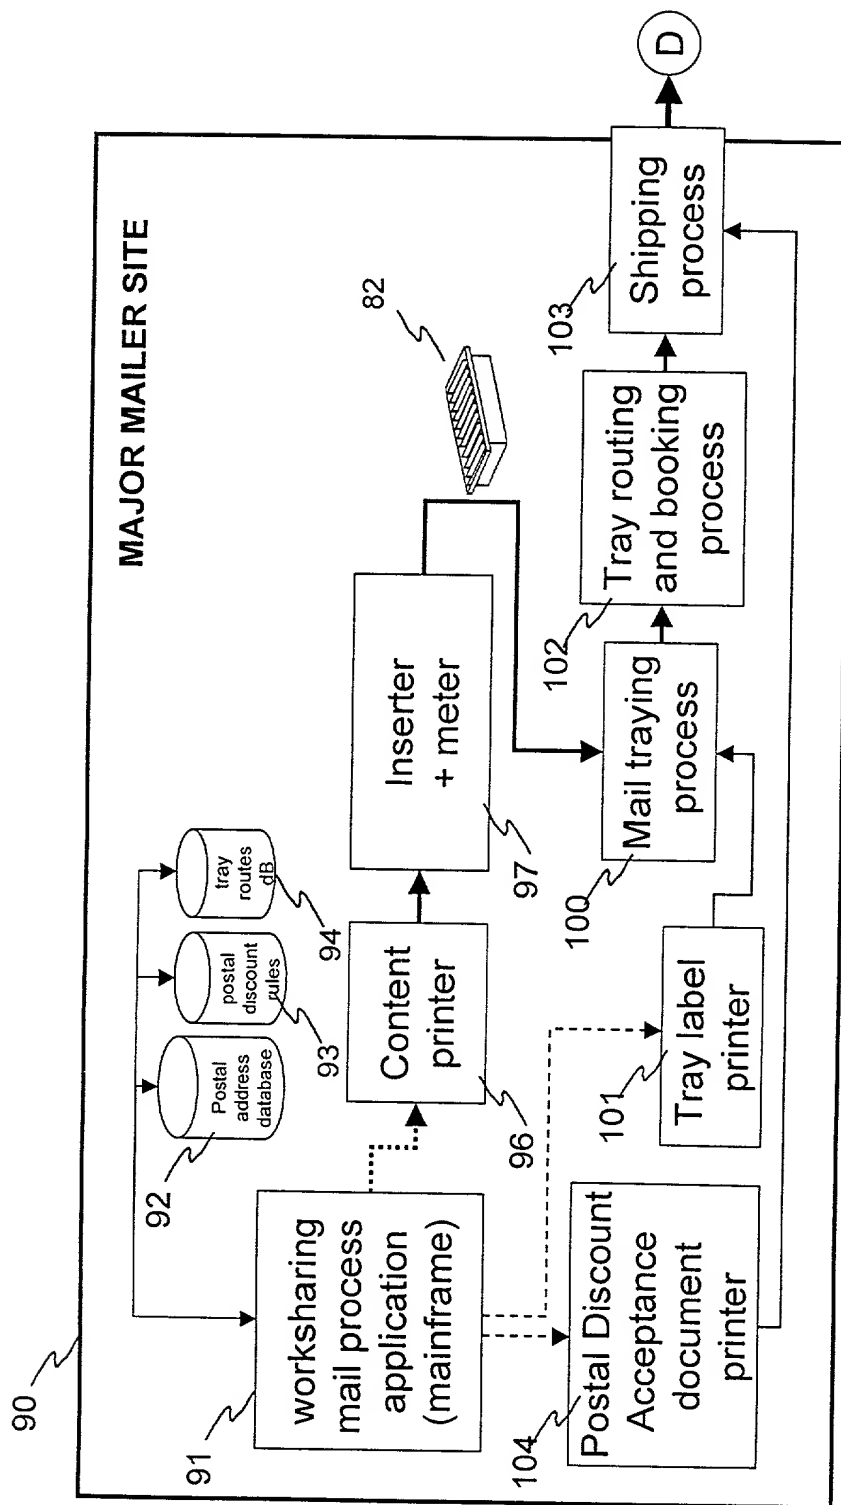 MAJOR MAILER SITE
90
91
worksharing
mail process
application
(mainframe)
92
Postal
address
database
93
postal
discount
rules
94
tray
routes
dB
Content
printer
96
Inserter
+ meter
97
82
104
Postal Discount
Acceptance
document
printer
101
Tray label
printer
100
Mail traying
process
102
Tray routing
and booking
process
103
Shipping
process
D